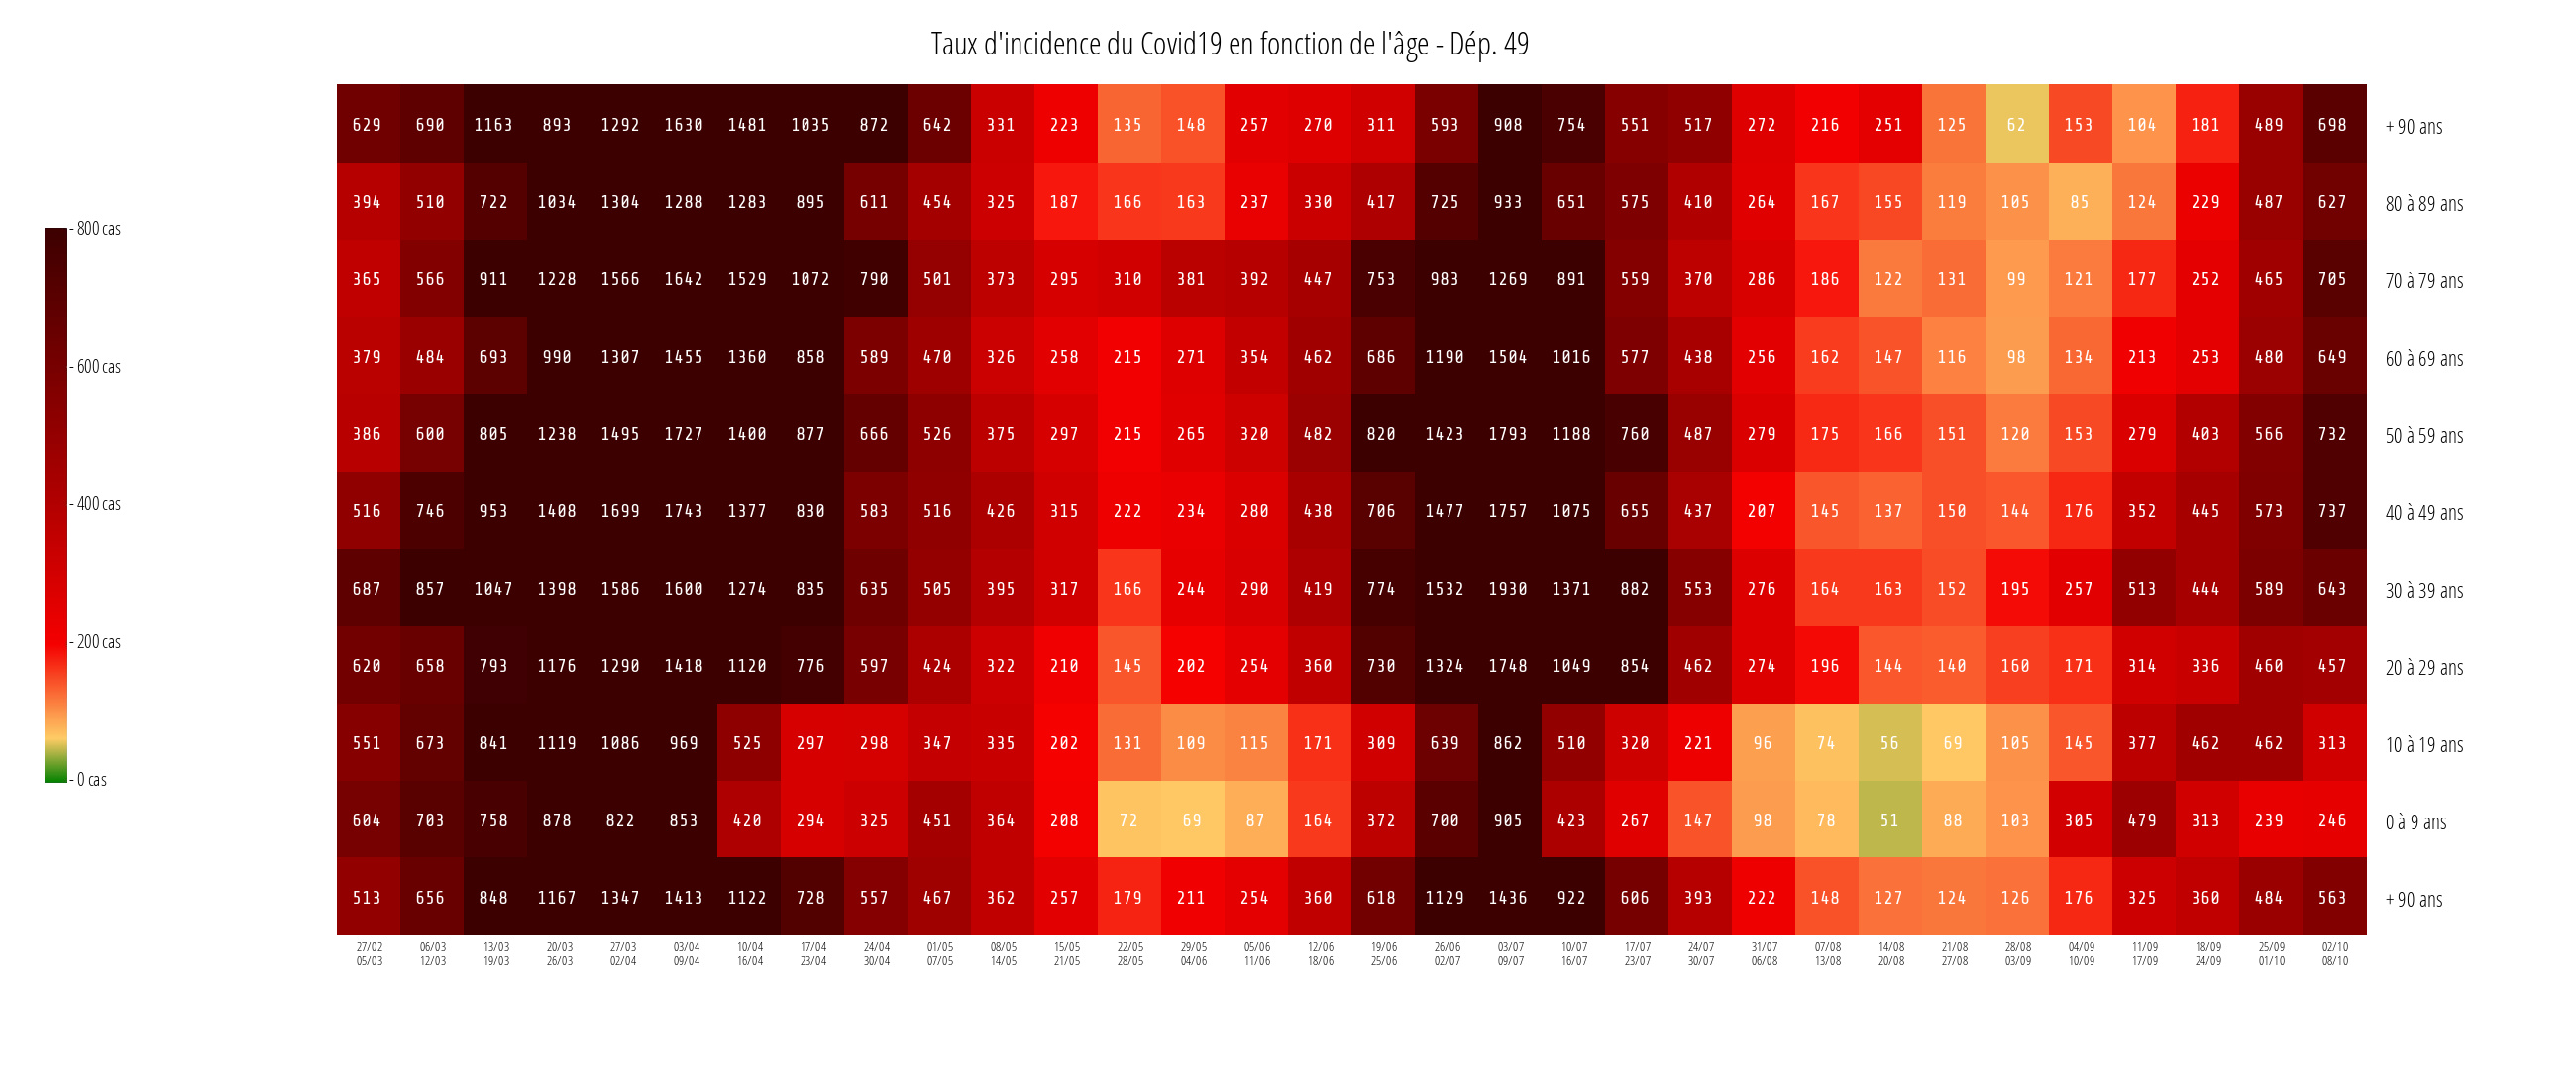 Taux d'incidence du Covid19 en fonction de l'âge - Dép. 49
- 800 cas
- 600 cas
- 400 cas
- 200 cas
- 0 cas
629 690 1163 893 1292 1630 1481 1035 872 642 331 223 135 148 257 270 311 593 908 754 551 517 272 216 251 125 62 153 104 181 489 698 + 90 ans
394 510 722 1034 1304 1288 1283 895 611 454 325 187 166 163 237 330 417 725 933 651 575 410 264 167 155 119 105 85 124 229 487 627 80 à 89 ans
365 566 911 1228 1566 1642 1529 1072 790 501 373 295 310 381 392 447 753 983 1269 891 559 370 286 186 122 131 99 121 177 252 465 705 70 à 79 ans
379 484 693 990 1307 1455 1360 858 589 470 326 258 215 271 354 462 686 1190 1504 1016 577 438 256 162 147 116 98 134 213 253 480 649 60 à 69 ans
386 600 805 1238 1495 1727 1400 877 666 526 375 297 215 265 320 482 820 1423 1793 1188 760 487 279 175 166 151 120 153 279 403 566 732 50 à 59 ans
516 746 953 1408 1699 1743 1377 830 583 516 426 315 222 234 280 438 706 1477 1757 1075 655 437 207 145 137 150 144 176 352 445 573 737 40 à 49 ans
687 857 1047 1398 1586 1600 1274 835 635 505 395 317 166 244 290 419 774 1532 1930 1371 882 553 276 164 163 152 195 257 513 444 589 643 30 à 39 ans
620 658 793 1176 1290 1418 1120 776 597 424 322 210 145 202 254 360 730 1324 1748 1049 854 462 274 196 144 140 160 171 314 336 460 457 20 à 29 ans
551 673 841 1119 1086 969 525 297 298 347 335 202 131 109 115 171 309 639 862 510 320 221 96 74 56 69 105 145 377 462 462 313 10 à 19 ans
604 703 758 878 822 853 420 294 325 451 364 208 72 69 87 164 372 700 905 423 267 147 98 78 51 88 103 305 479 313 239 246 0 à 9 ans
513 656 848 1167 1347 1413 1122 728 557 467 362 257 179 211 254 360 618 1129 1436 922 606 393 222 148 127 124 126 176 325 360 484 563 + 90 ans
27/02 06/03 13/03 20/03 27/03 03/04 10/04 17/04 24/04 01/05 08/05 15/05 22/05 29/05 05/06 12/06 19/06 26/06 03/07 10/07 17/07 24/07 31/07 07/08 14/08 21/08 28/08 04/09 11/09 18/09 25/09 02/10
05/03 12/03 19/03 26/03 02/04 09/04 16/04 23/04 30/04 07/05 14/05 21/05 28/05 04/06 11/06 18/06 25/06 02/07 09/07 16/07 23/07 30/07 06/08 13/08 20/08 27/08 03/09 10/09 17/09 24/09 01/10 08/10